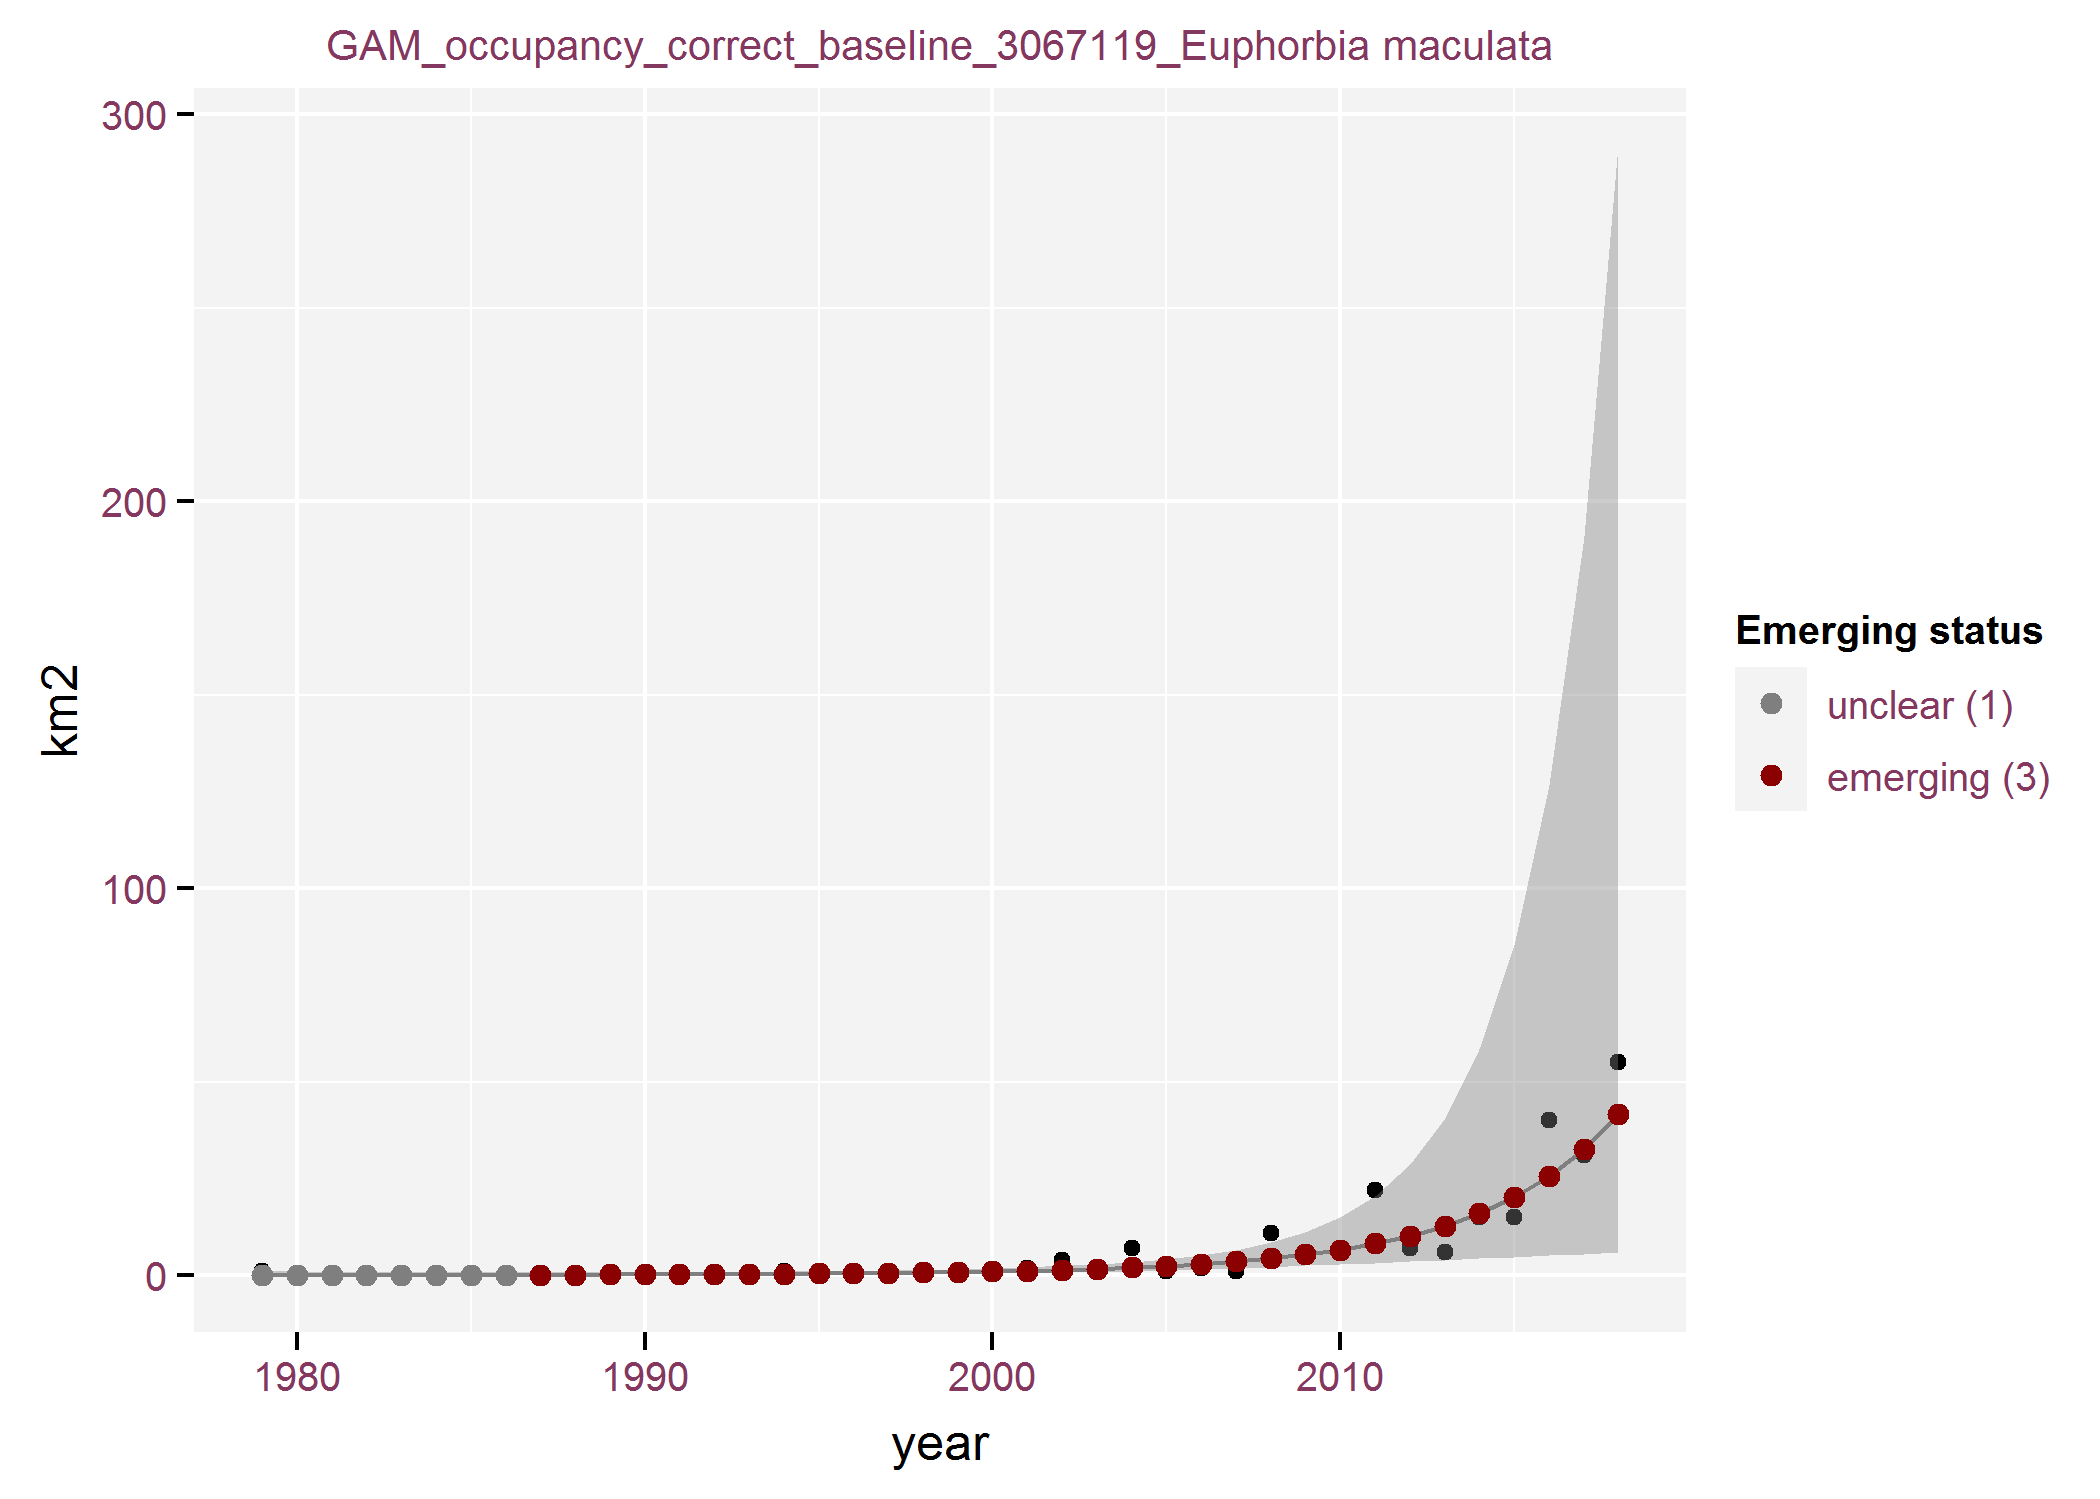 GAM_occupancy_correct_baseline_3067119_Euphorbia maculata
300
200
100
0
km2
1980 1990 2000 2010
year
Emerging status
unclear (1)
emerging (3)